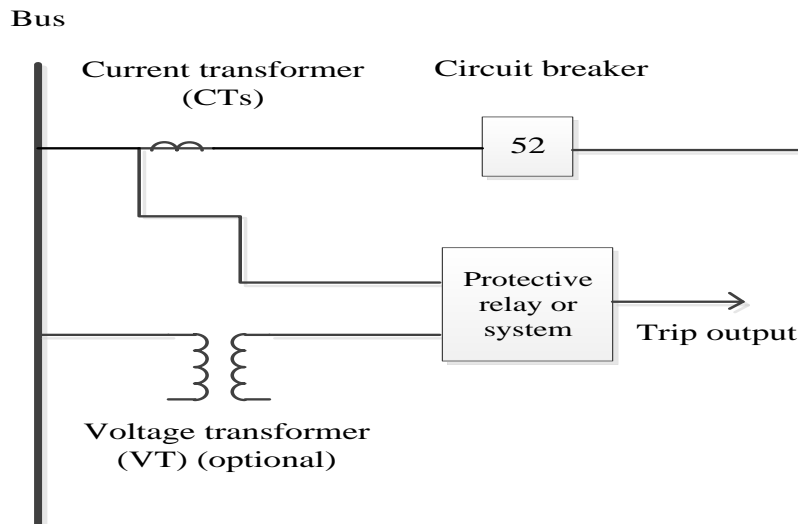 Bus
Current transformer
(CTs)
Circuit breaker
52
Protective
relay or
system
Trip output
Voltage transformer
(VT) (optional)